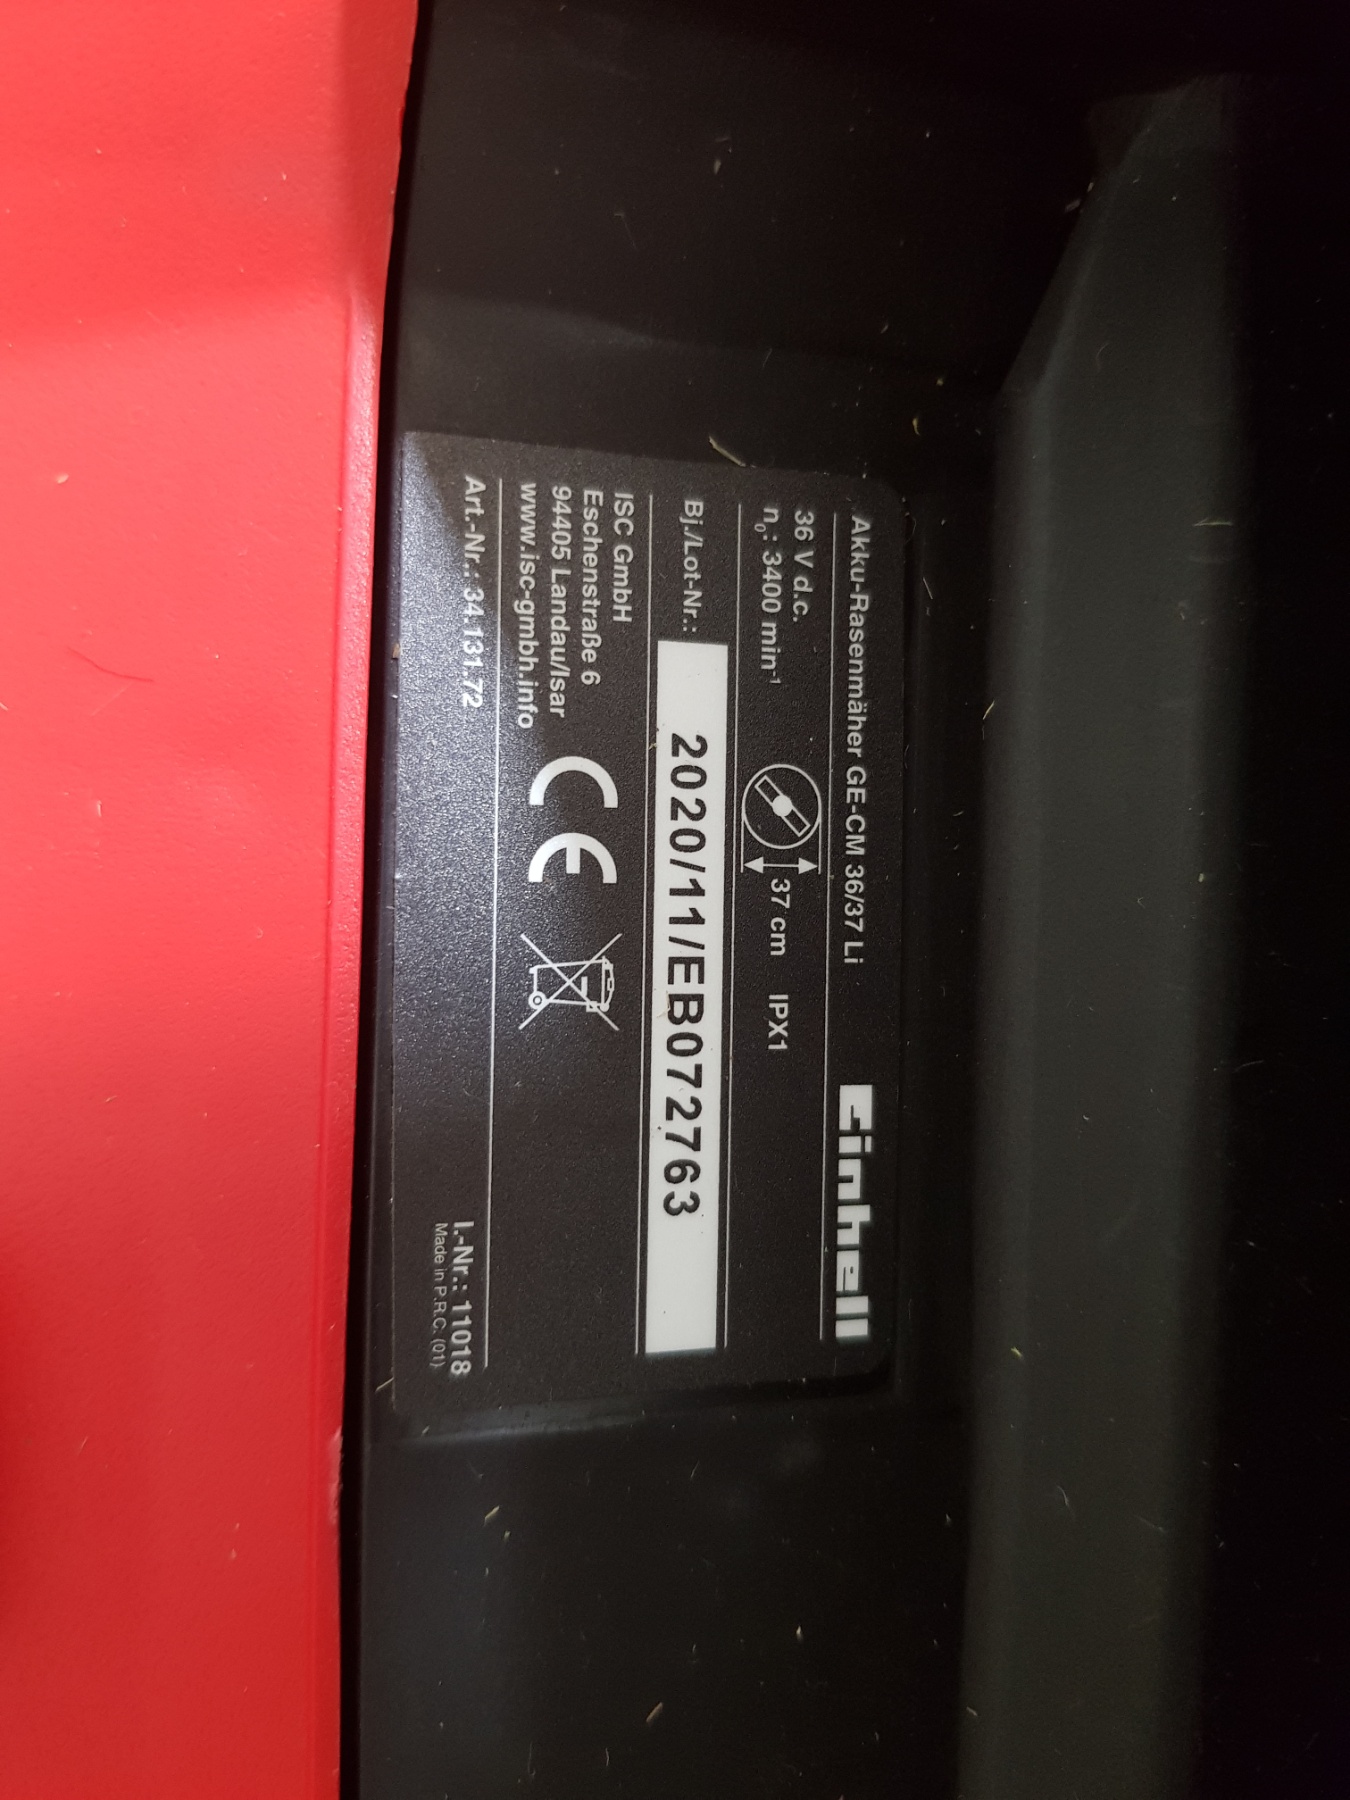 Akku-Rasenmäher GE-CM 36/37 Li
Einhell
36 V d.c.
n₀: 3400 min⁻¹
37 cm
IPX1
Bj./Lot-Nr.:
2020/11/EB072763
ISC GmbH
Eschenstraße 6
94405 Landau/Isar
www.isc-gmbh.info
CE
Art.-Nr.: 34.131.72
I.-Nr.: 11018
Made in P.R.C. (01)